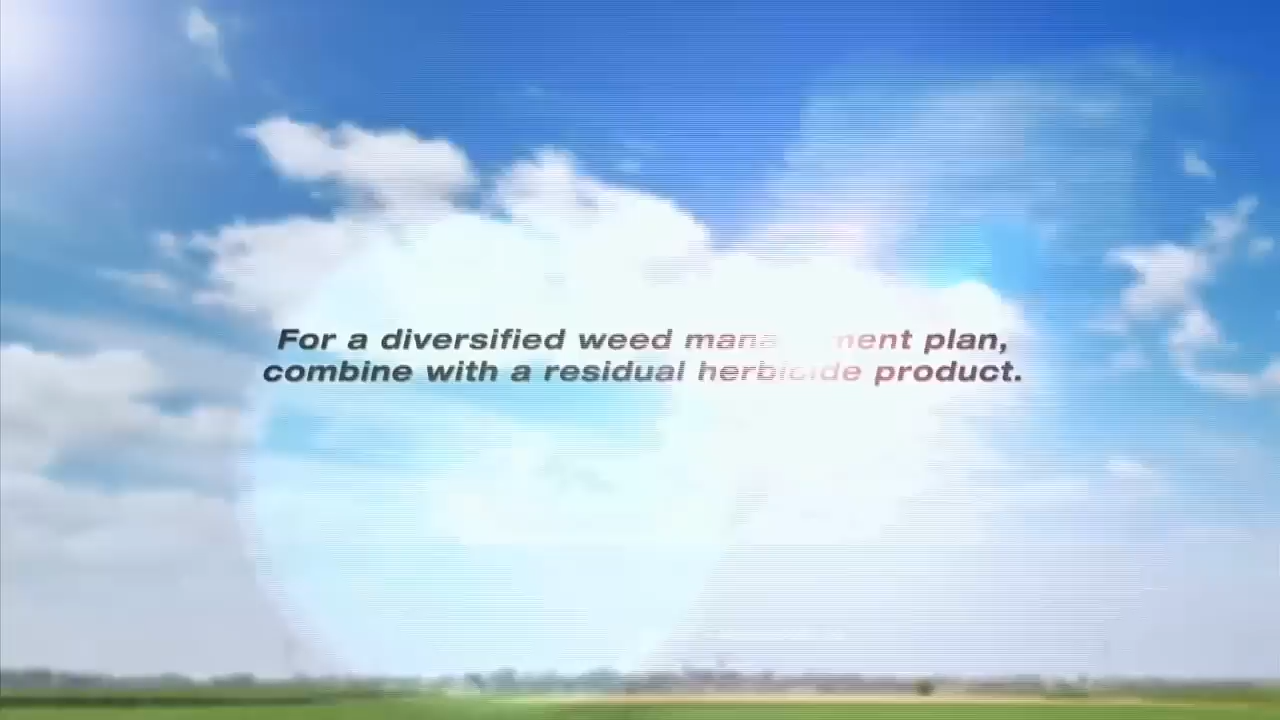 For a diversified weed management plan,
combine with a residual herbicide product.